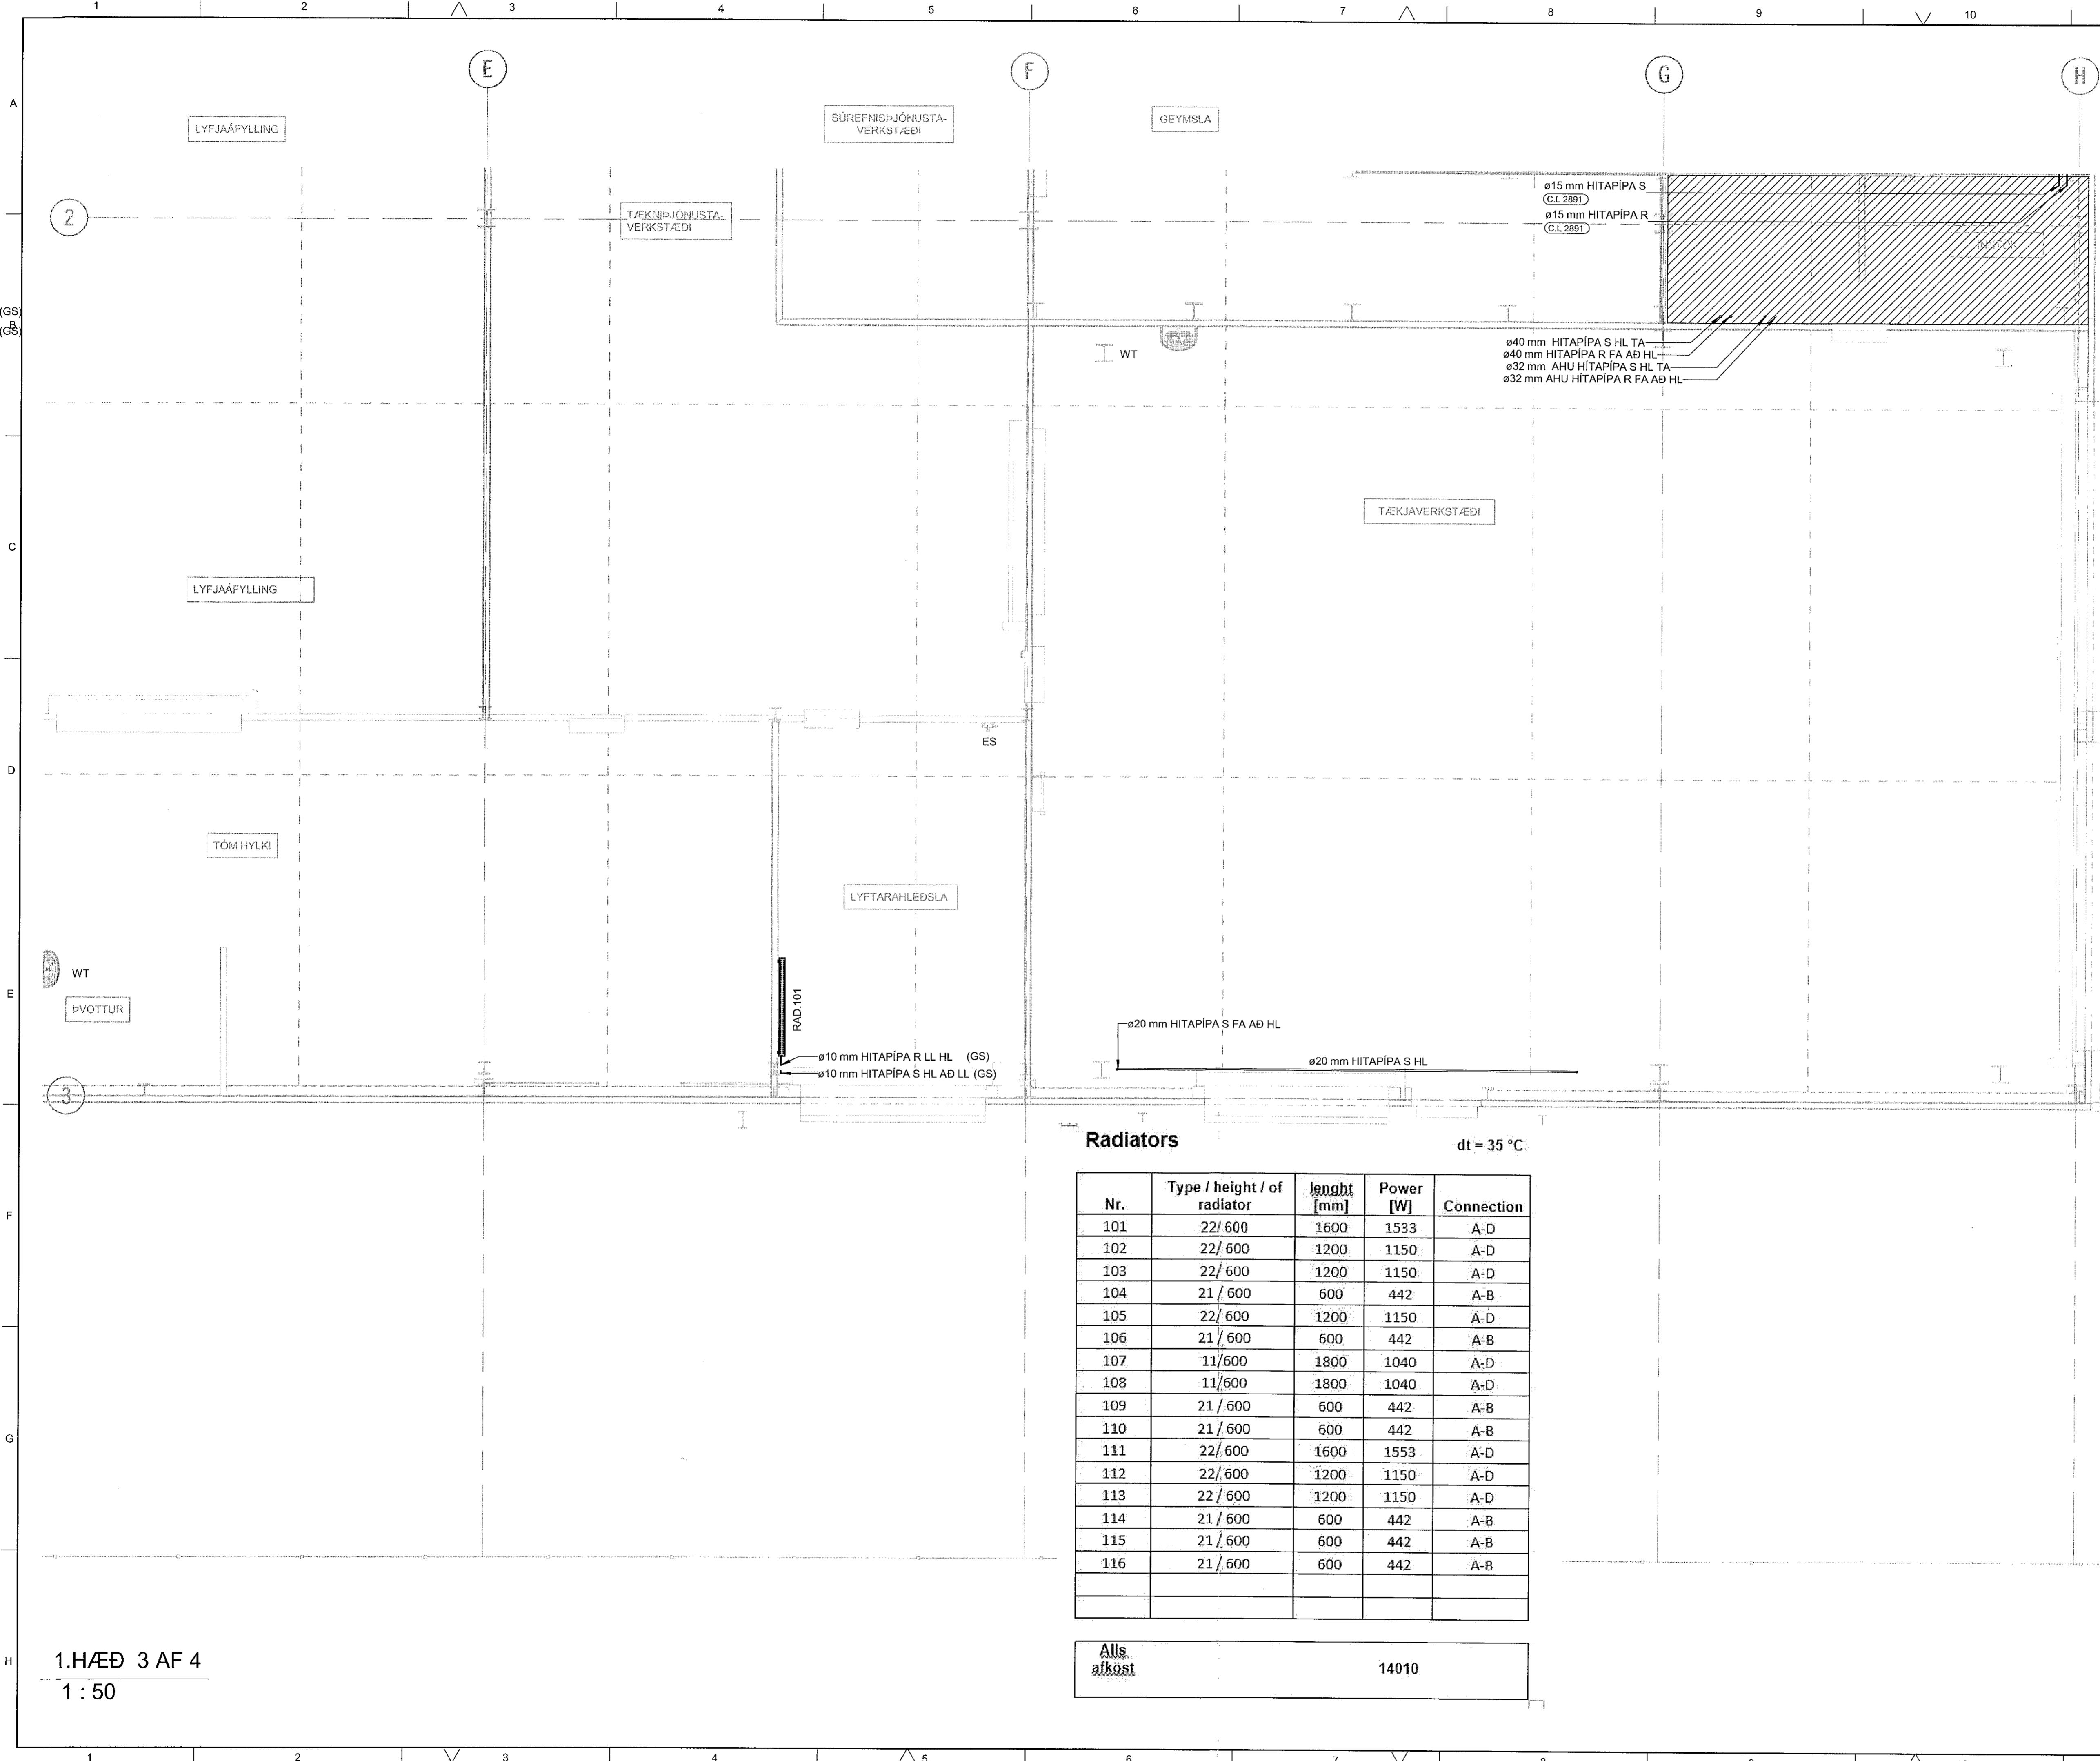 1 2 3 4 5 6 7 8 9 10
E F G H
A
LYFJAÁFYLLING
SÚREFNISÞJÓNUSTA-
VERKSTÆÐI
GEYMSLA
2
TÆKNIÞJÓNUSTA-
VERKSTÆÐI
ø15 mm HITAPÍPA S
C.L 2891
ø15 mm HITAPÍPA R
C.L 2891
(GS)
B
(GS)
WT
ø40 mm HITAPÍPA S HL TA
ø40 mm HITAPÍPA R FA AÐ HL
ø32 mm AHU HÍTAPÍPA S HL TA
ø32 mm AHU HÍTAPÍPA R FA AÐ HL
TÆKJAVERKSTÆÐI
C
LYFJAÁFYLLING
ES
D
TÓM HYLKI
LYFTARAHLEÐSLA
WT
E
ÞVOTTUR
RAD.101
ø20 mm HITAPÍPA S FA AÐ HL
ø10 mm HITAPÍPA R LL HL (GS)
ø20 mm HITAPÍPA S HL
ø10 mm HITAPÍPA S HL AÐ LL (GS)
3
Radiators dt = 35 °C
Nr. Type / height / of radiator lenght [mm] Power [W] Connection
F
101 22/ 600 1600 1533 A-D
102 22/ 600 1200 1150 A-D
103 22/ 600 1200 1150 A-D
104 21 / 600 600 442 A-B
105 22/ 600 1200 1150 A-D
106 21 / 600 600 442 A-B
107 11/600 1800 1040 A-D
108 11/600 1800 1040 A-D
109 21 / 600 600 442 A-B
G
110 21 / 600 600 442 A-B
111 22/ 600 1600 1553 A-D
112 22/ 600 1200 1150 A-D
113 22 / 600 1200 1150 A-D
114 21 / 600 600 442 A-B
115 21 / 600 600 442 A-B
116 21 / 600 600 442 A-B
H
1.HÆÐ 3 AF 4
1 : 50
Alls
afköst 14010
1 2 3 4 5 6 7 8